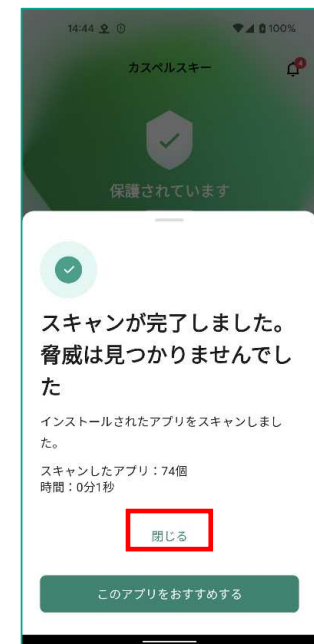 14:44
100%
カスペルスキー
4
保護されています
スキャンが完了しました。
脅威は見つかりませんでし
た
インストールされたアプリをスキャンしまし
た。
スキャンしたアプリ：74個
時間：0分1秒
閉じる
このアプリをおすすめする